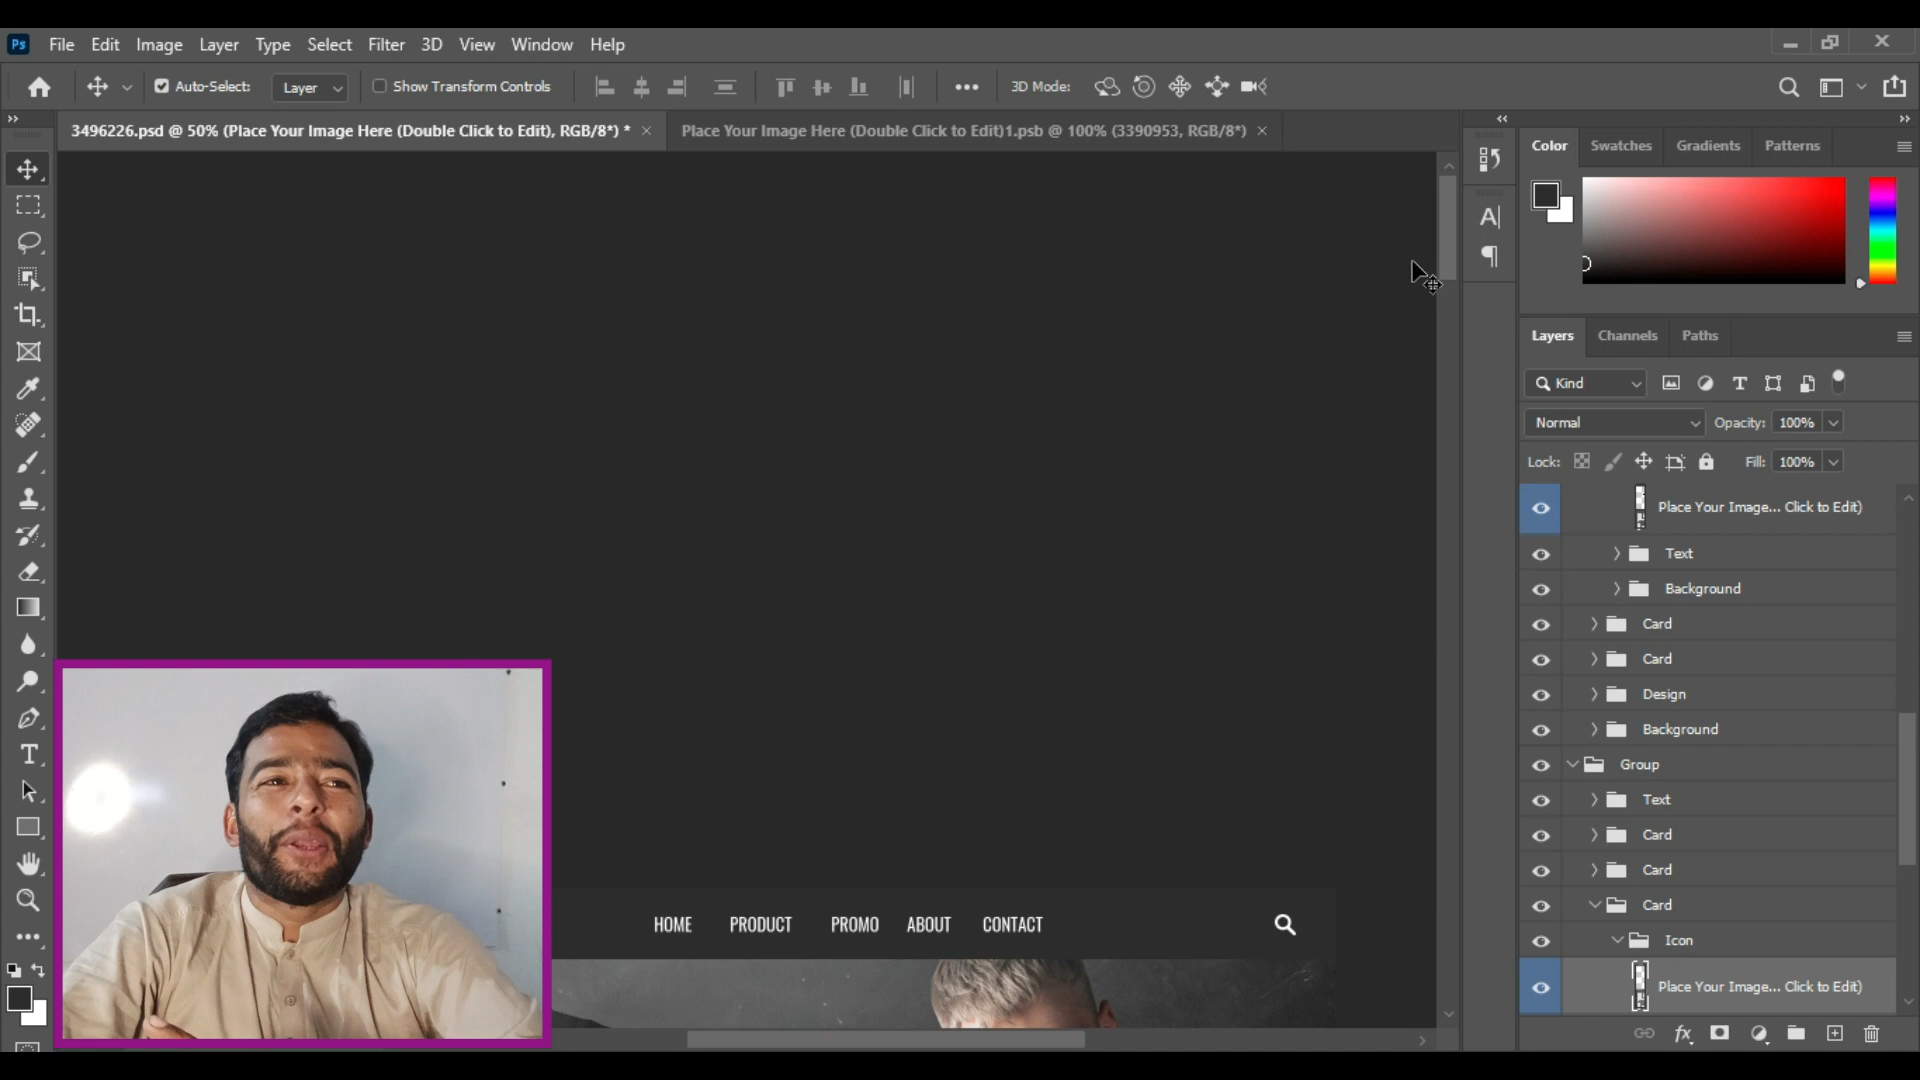 Ps File Edit Image Layer Type Select Filter 3D View Window Help
Auto-Select: Layer Show Transform Controls 3D Mode:
3496226.psd @ 50% (Place Your Image Here (Double Click to Edit), RGB/8*) *
Place Your Image Here (Double Click to Edit)1.psb @ 100% (3390953, RGB/8*)
Color Swatches Gradients Patterns
Layers Channels Paths
Kind
Normal Opacity: 100%
Lock: Fill: 100%
Place Your Image... Click to Edit)
Text
Background
Card
Card
Design
Background
Group
Text
Card
Card
Card
Icon
Place Your Image... Click to Edit)
HOME PRODUCT PROMO ABOUT CONTACT